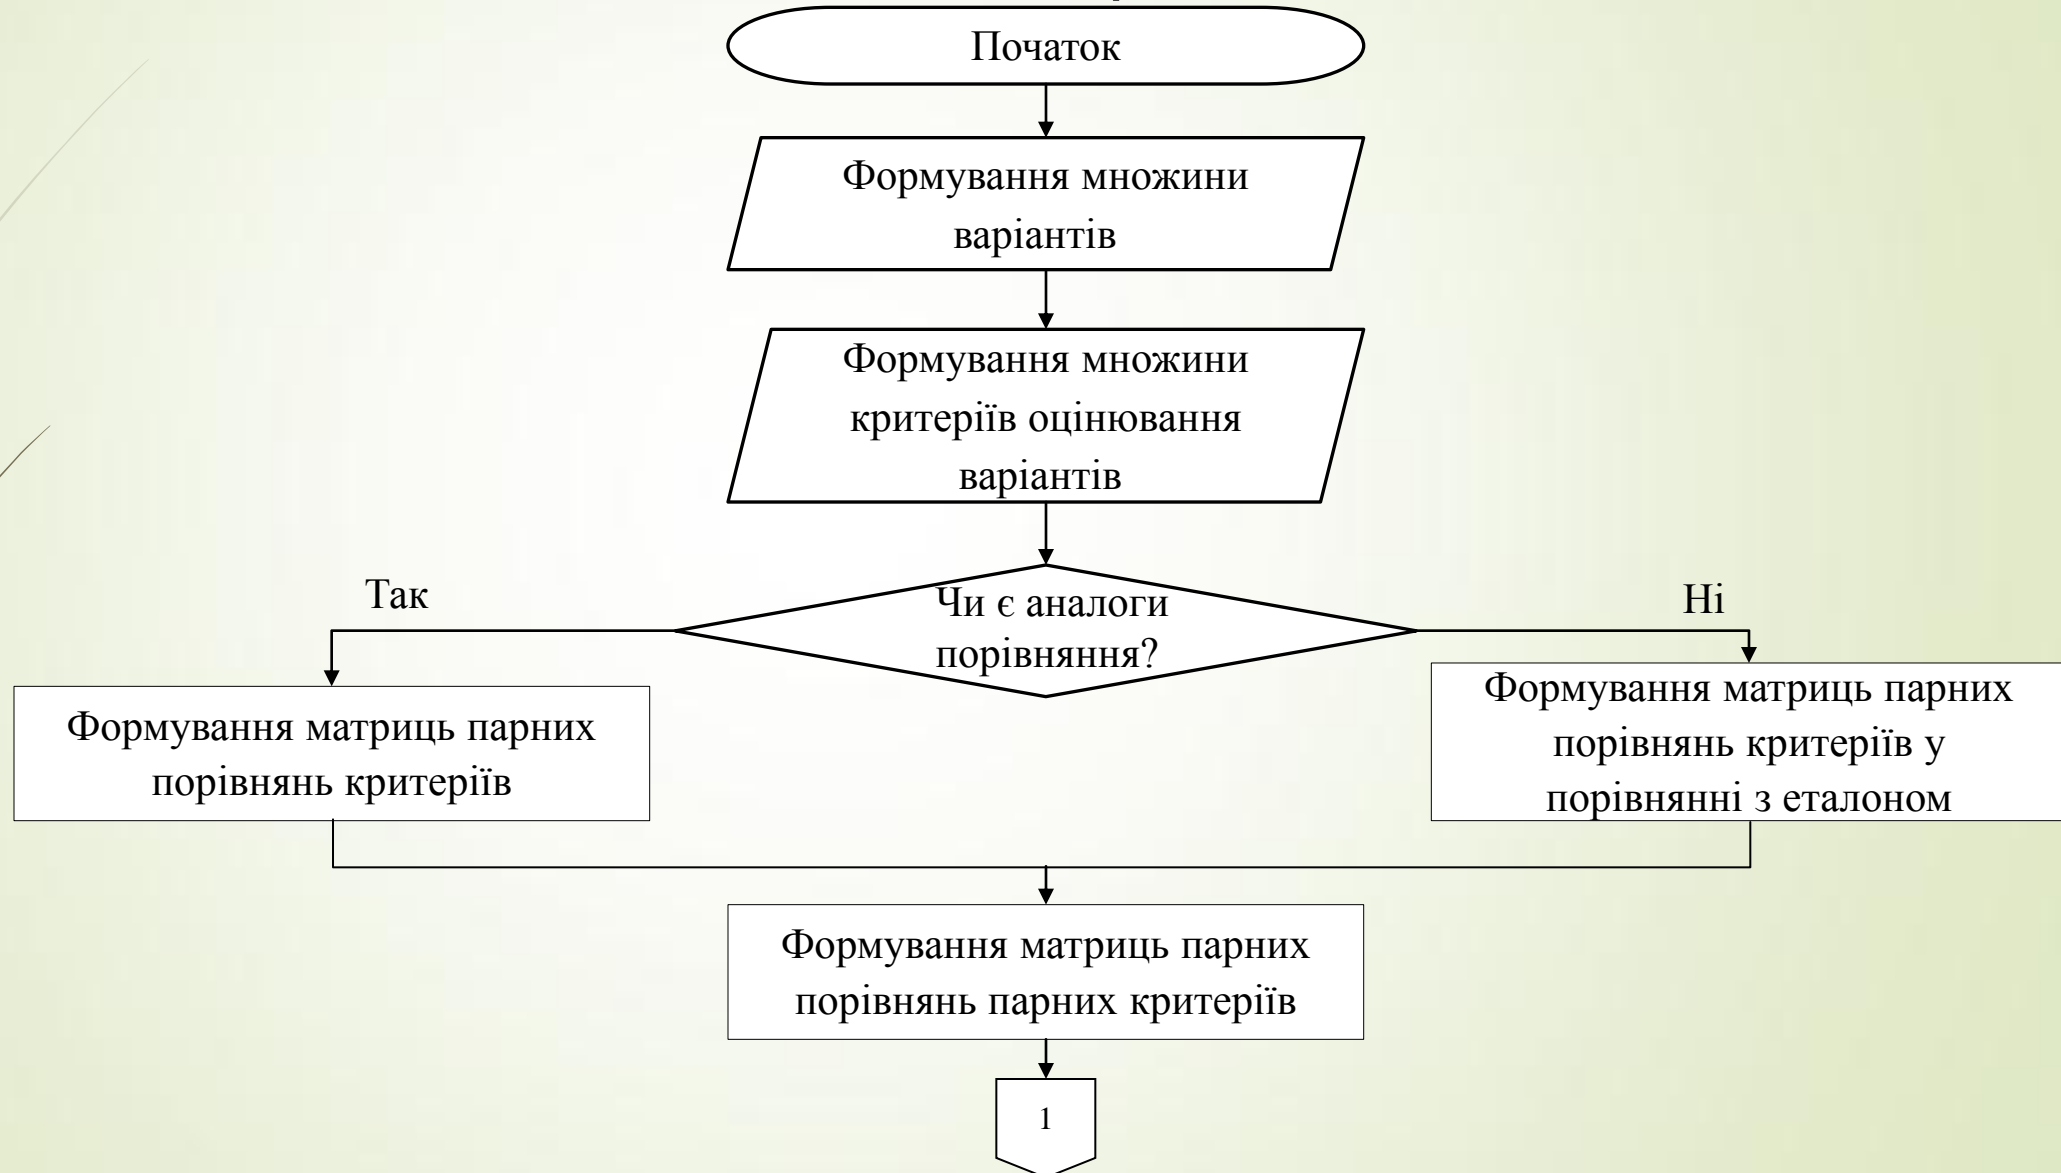 Початок
Формування множини
варіантів
Формування множини
критеріїв оцінювання
варіантів
Так
Чи є аналоги
порівняння?
Ні
Формування матриць парних
порівнянь критеріїв
Формування матриць парних
порівнянь критеріїв у
порівнянні з еталоном
Формування матриць парних
порівнянь парних критеріїв
1